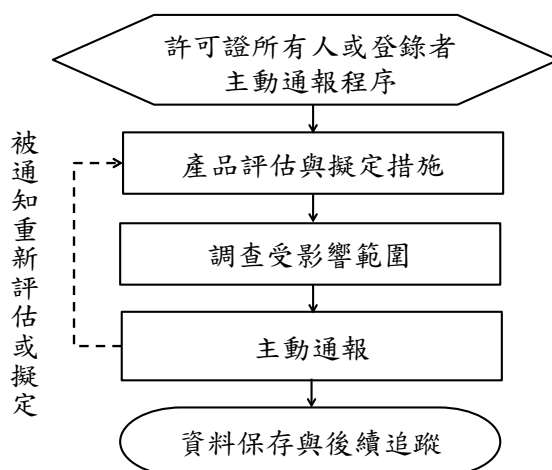 許可證所有人或登錄者
主動通報程序
產品評估與擬定措施
調查受影響範圍
主動通報
資料保存與後續追蹤
被通知重新評估或擬定